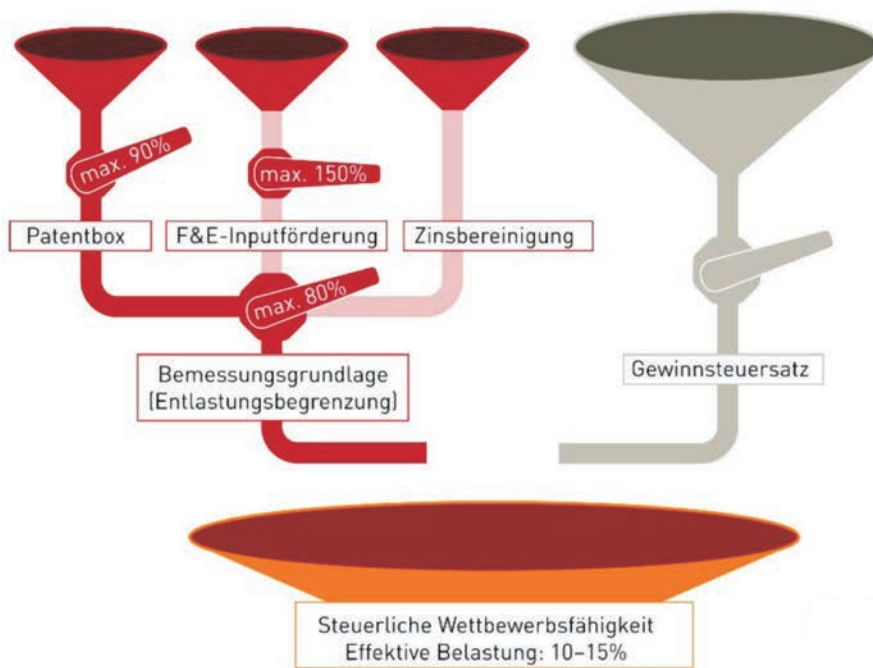 max. 90%
max. 150%
Patentbox
F&E-Inputförderung
Zinsbereinigung
max. 80%
Bemessungsgrundlage
(Entlastungsbegrenzung)
Gewinnsteuersatz
Steuerliche Wettbewerbsfähigkeit
Effektive Belastung: 10–15%